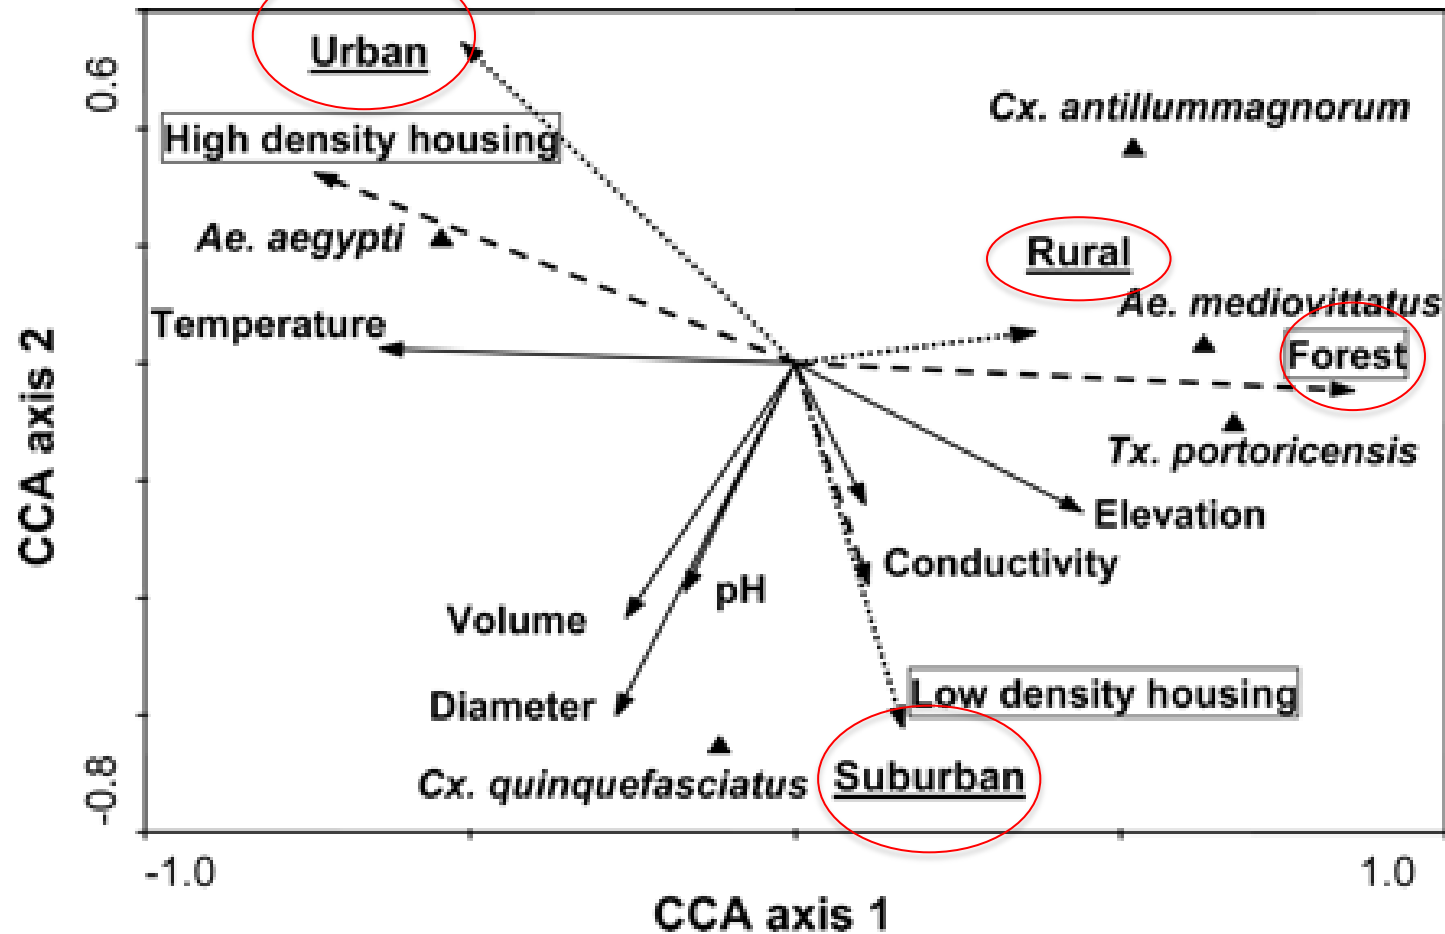 Urban
0.6
High density housing
Cx. antillummagnorum
Ae. aegypti
Rural
Ae. mediovittatus
Temperature
Forest
Tx. portoricensis
Elevation
Conductivity
pH
Volume
Low density housing
Diameter
Cx. quinquefasciatus
Suburban
-0.8
CCA axis 2
-1.0
1.0
CCA axis 1